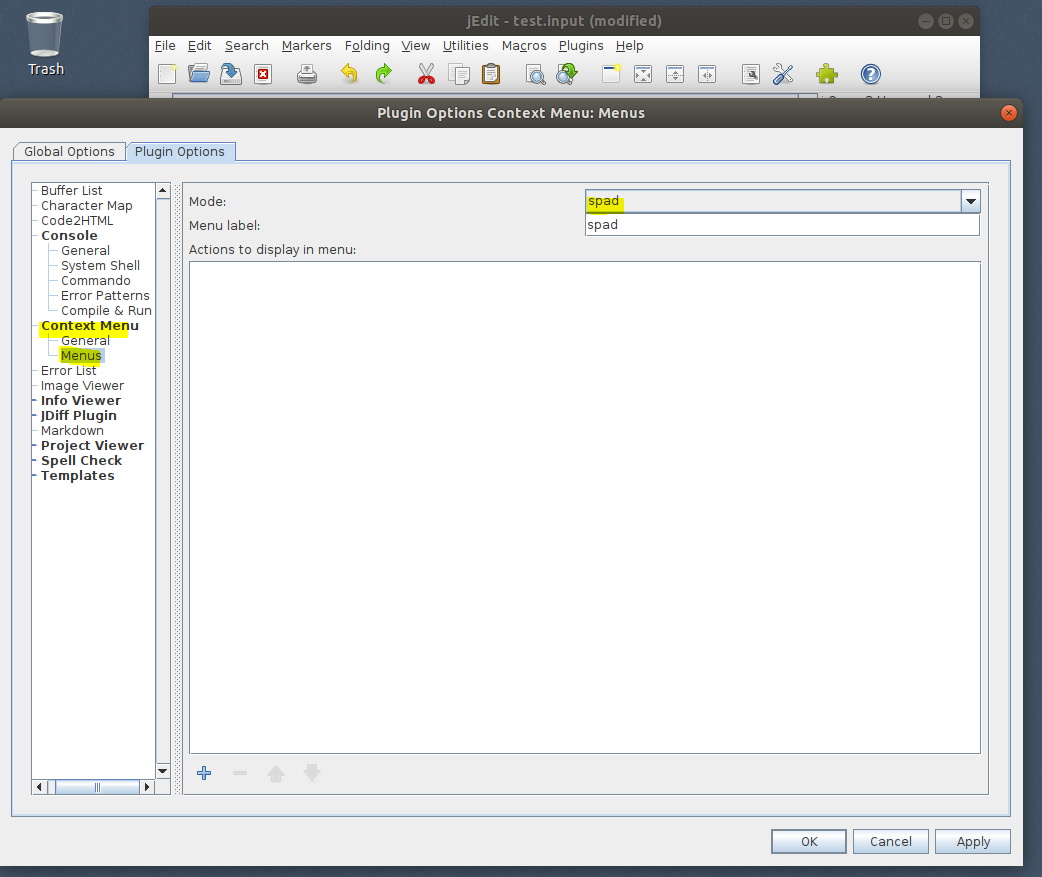 Trash
jEdit - test.input (modified)
File Edit Search Markers Folding View Utilities Macros Plugins Help
Plugin Options Context Menu: Menus
Global Options Plugin Options
Buffer List
Character Map
Code2HTML
Console
General
System Shell
Commando
Error Patterns
Compile & Run
Context Menu
General
Menus
Error List
Image Viewer
Info Viewer
JDiff Plugin
Markdown
Project Viewer
Spell Check
Templates
Mode: spad
Menu label: spad
Actions to display in menu:
OK Cancel Apply